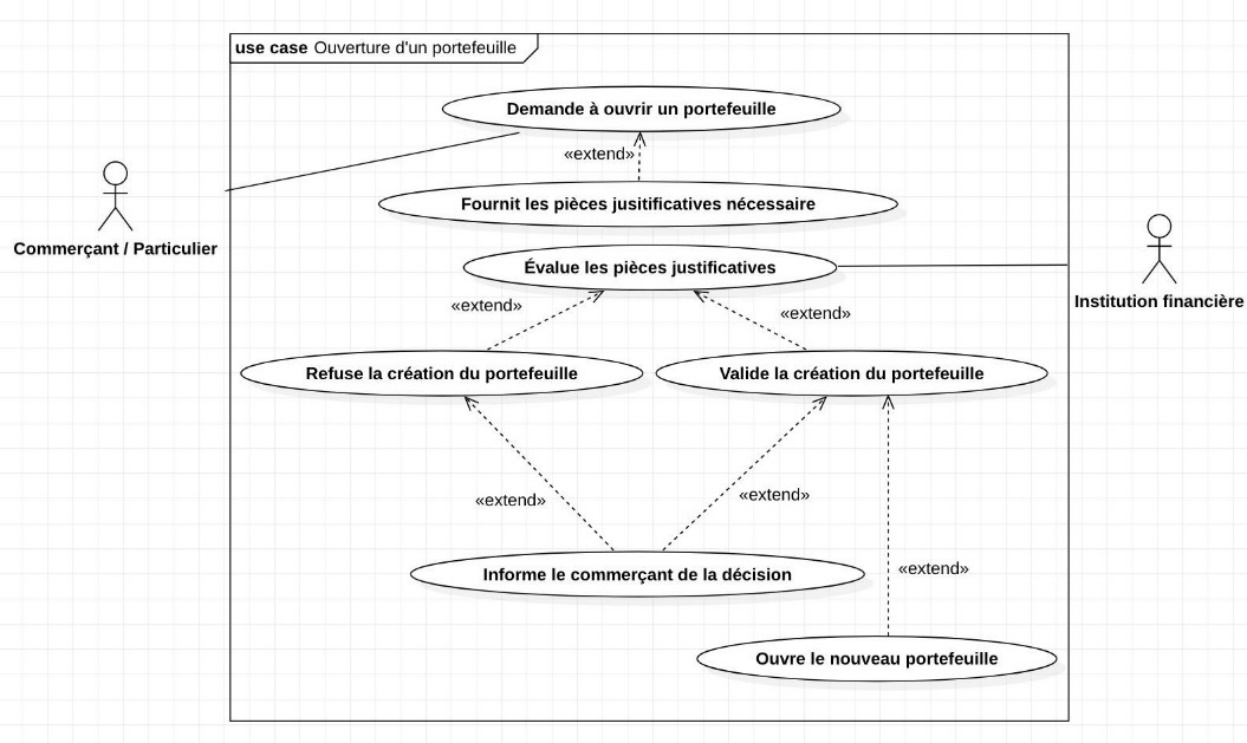 use case Ouverture d'un portefeuille
Demande à ouvrir un portefeuille
«extend»
Fournit les pièces jusitificatives nécessaire
Commerçant / Particulier
Évalue les pièces justificatives
Institution financière
«extend»
«extend»
Refuse la création du portefeuille
Valide la création du portefeuille
«extend»
«extend»
Informe le commerçant de la décision
«extend»
Ouvre le nouveau portefeuille